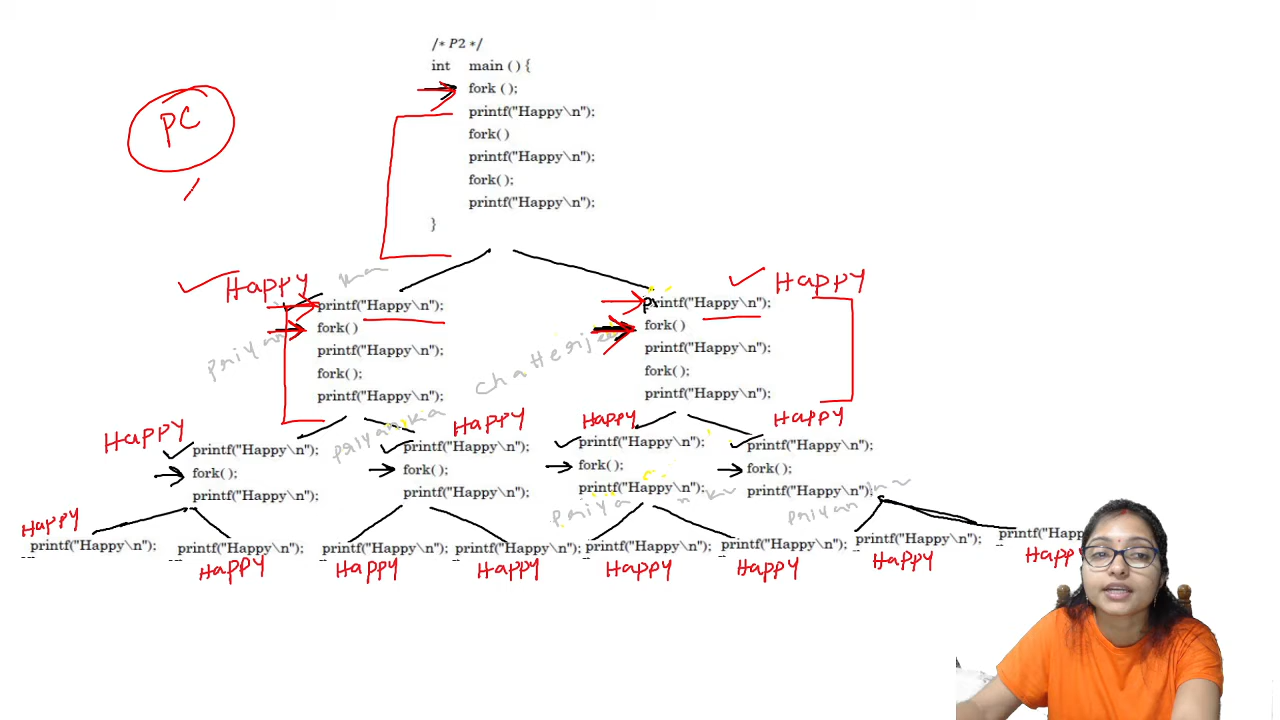 /* P2 */
int main ( ) {
fork ( );
PC
printf("Happy\n");
fork( )
printf("Happy\n");
fork( );
printf("Happy\n");
}
Happy
Happy
printf("Happy\n");
fork( )
printf("Happy\n");
fork( );
printf("Happy\n");
printf("Happy\n");
fork( )
printf("Happy\n");
fork( );
printf("Happy\n");
chatterjee
priyanka
Happy
Happy
Happy
Happy
printf("Happy\n");
fork( );
printf("Happy\n");
printf("Happy\n");
fork( );
printf("Happy\n");
printf("Happy\n");
fork( );
printf("Happy\n");
printf("Happy\n");
fork( );
printf("Happy\n");
Happy
printf("Happy\n");
printf("Happy\n");
printf("Happy\n");
printf("Happy\n");
printf("Happy\n");
printf("Happy\n");
printf("Happy\n");
printf("Happ
Happy
Happy
Happy
Happy
Happy
Happy
Happy